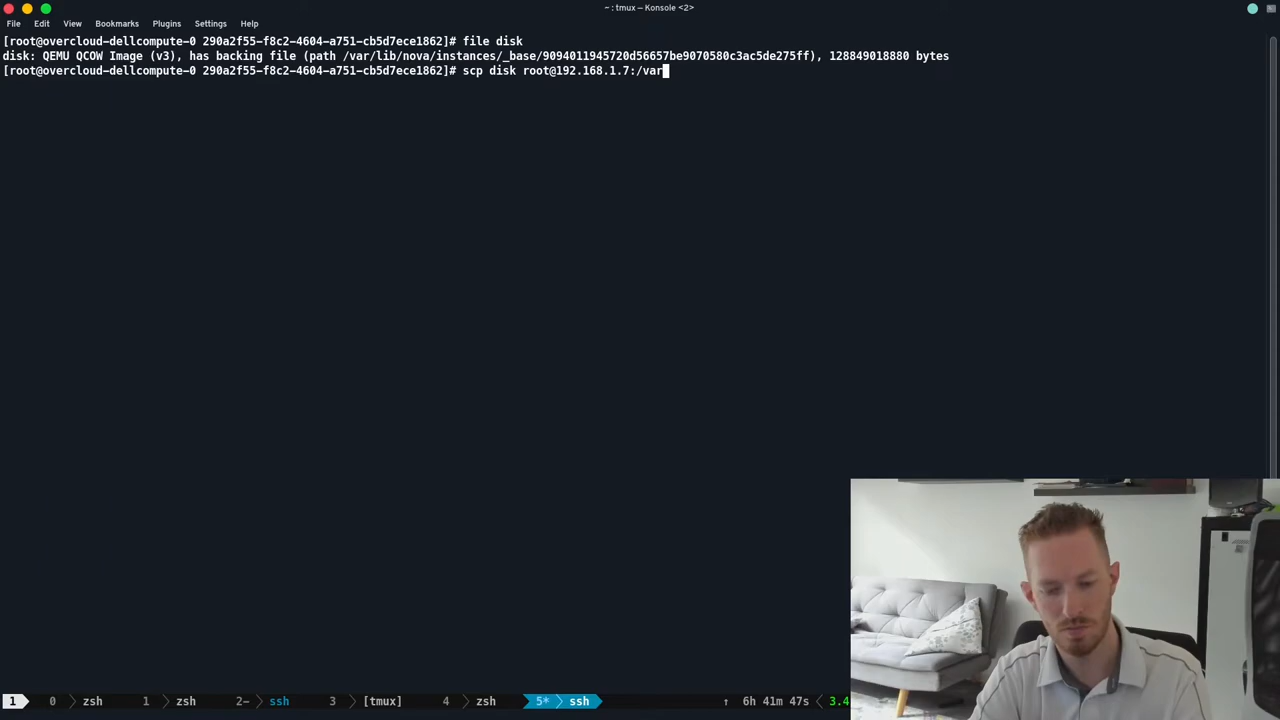 ~ : tmux — Konsole <2>
File Edit View Bookmarks Plugins Settings Help
[root@overcloud-dellcompute-0 290a2f55-f8c2-4604-a751-cb5d7ece1862]# file disk
disk: QEMU QCOW Image (v3), has backing file (path /var/lib/nova/instances/_base/9094011945720d56657be9070580c3ac5de275ff), 128849018880 bytes
[root@overcloud-dellcompute-0 290a2f55-f8c2-4604-a751-cb5d7ece1862]# scp disk root@192.168.1.7:/var
1 0 zsh 1 zsh 2- ssh 3 [tmux] 4 zsh 5* ssh ↑ 6h 41m 47s 3.4